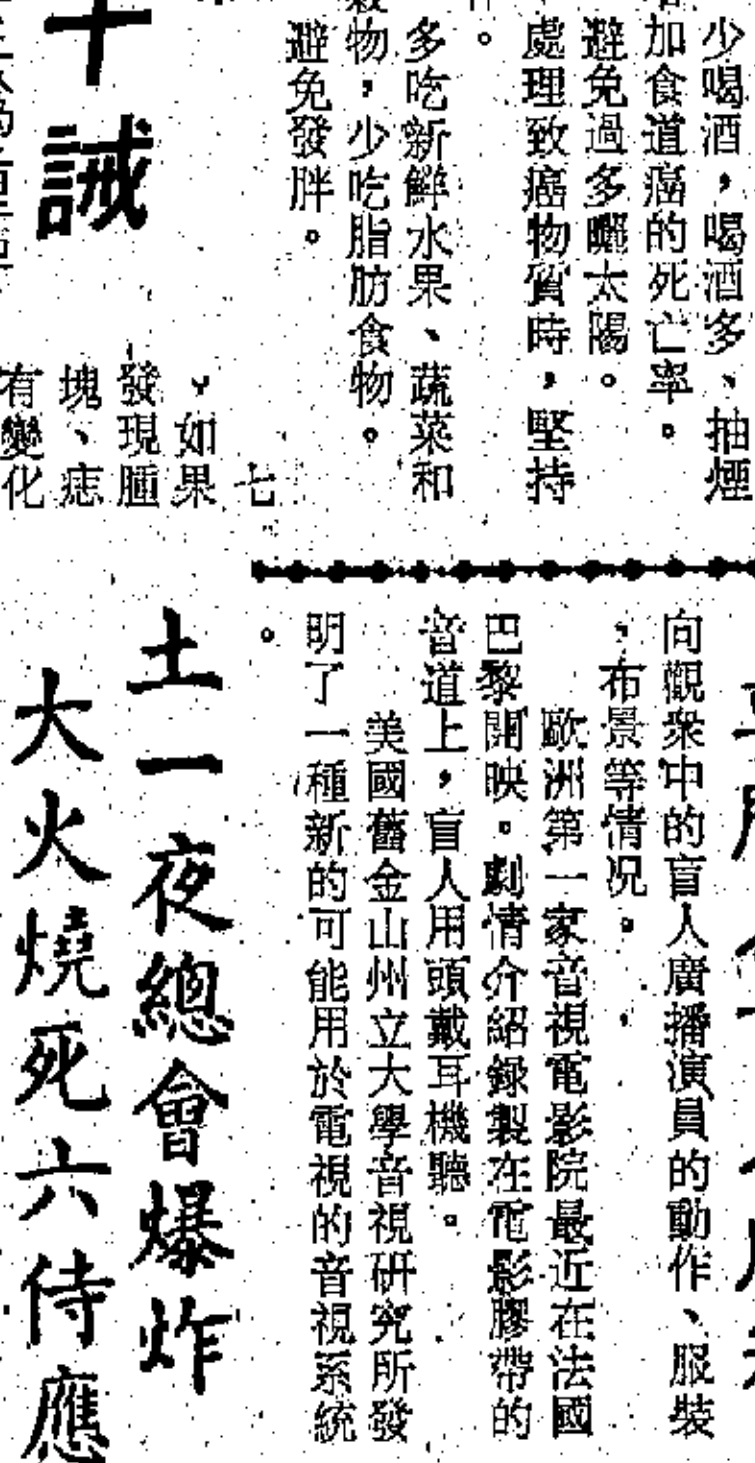 少喝酒，喝酒多、抽煙
加食道癌的死亡率。
避免過多曬太陽。
處理致癌物質時，堅持
。
多吃新鮮水果、蔬菜和
物，少吃脂肪食物。
避免發胖。
十誡
七
，如果
發現腫
塊、痣
有變化
向觀衆中的盲人廣播演員的動作、服裝
，布景等情况。
歐洲第一家音視電影院最近在法國
巴黎開映。劇情介紹録製在電影膠帶的
音道上，盲人用頭戴耳機聽。
美國舊金山州立大學音視研究所發
明了一種新的可能用於電視的音視系統
。
土一夜總會爆炸
大火燒死六侍應